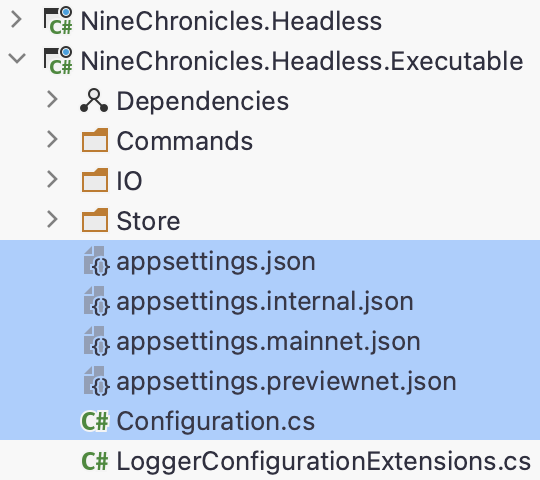 NineChronicles.Headless
NineChronicles.Headless.Executable
Dependencies
Commands
IO
Store
appsettings.json
appsettings.internal.json
appsettings.mainnet.json
appsettings.previewnet.json
C# Configuration.cs
C# LoggerConfigurationExtensions.cs